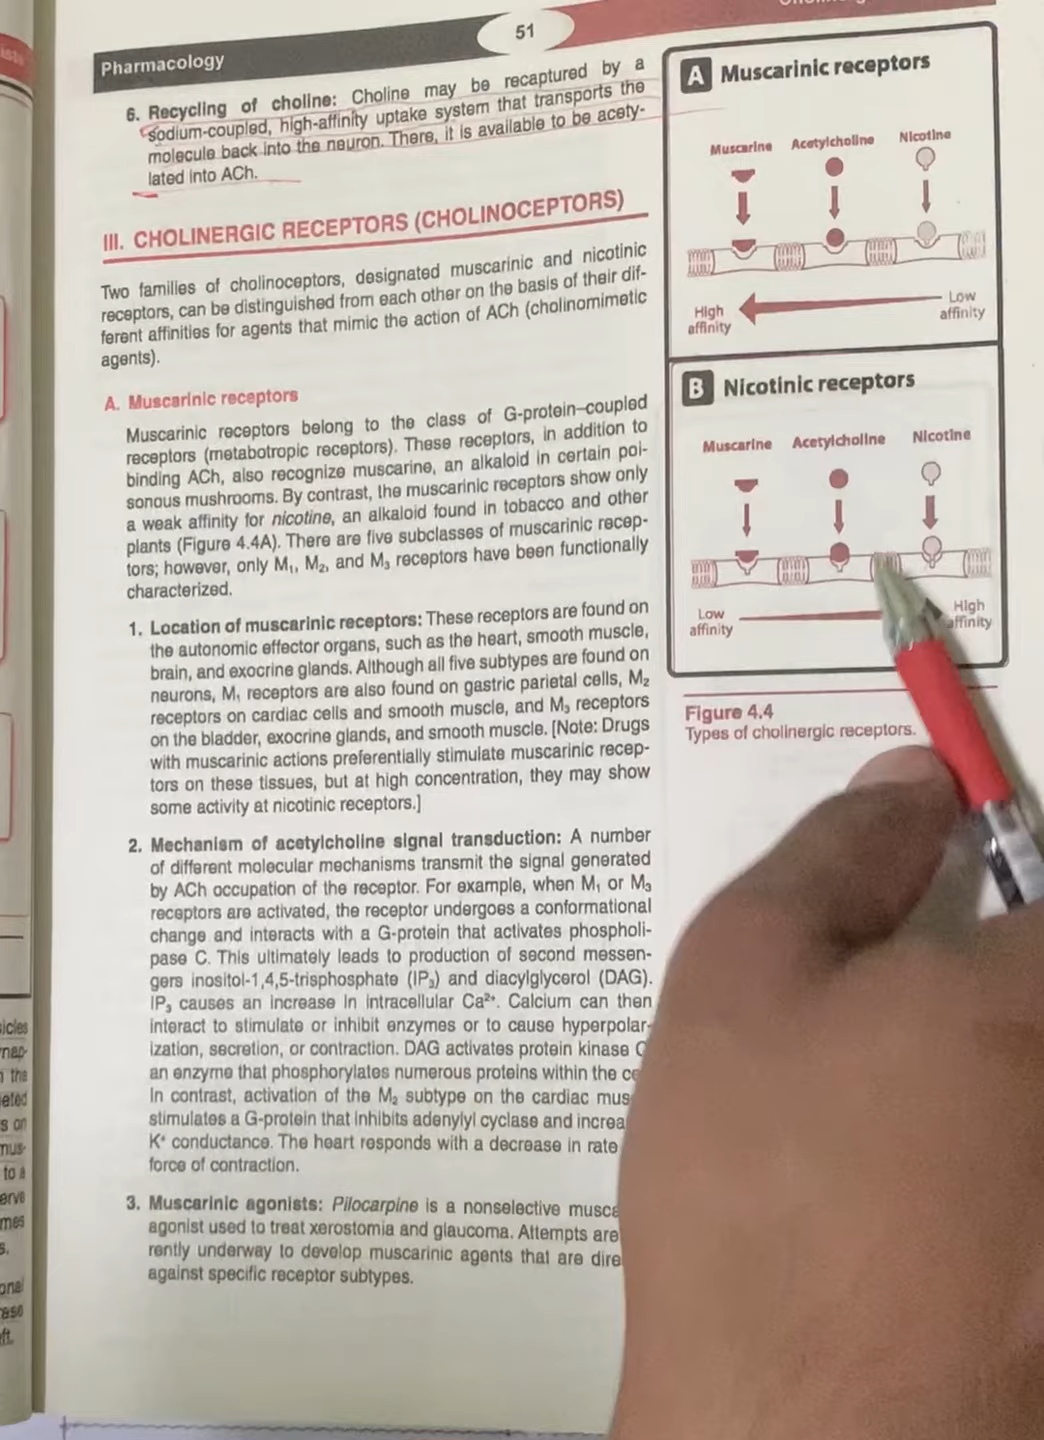 51
Pharmacology
6. Recycling of choline: Choline may be recaptured by a
sodium-coupled, high-affinity uptake system that transports the
molecule back into the neuron. There, it is available to be acety-
lated into ACh.
III. CHOLINERGIC RECEPTORS (CHOLINOCEPTORS)
Two families of cholinoceptors, designated muscarinic and nicotinic
receptors, can be distinguished from each other on the basis of their dif-
ferent affinities for agents that mimic the action of ACh (cholinomimetic
agents).
A. Muscarinic receptors
Muscarinic receptors belong to the class of G-protein–coupled
receptors (metabotropic receptors). These receptors, in addition to
binding ACh, also recognize muscarine, an alkaloid in certain poi-
sonous mushrooms. By contrast, the muscarinic receptors show only
a weak affinity for nicotine, an alkaloid found in tobacco and other
plants (Figure 4.4A). There are five subclasses of muscarinic recep-
tors; however, only M₁, M₂, and M₃ receptors have been functionally
characterized.
1. Location of muscarinic receptors: These receptors are found on
the autonomic effector organs, such as the heart, smooth muscle,
brain, and exocrine glands. Although all five subtypes are found on
neurons, M₁ receptors are also found on gastric parietal cells, M₂
receptors on cardiac cells and smooth muscle, and M₃ receptors
on the bladder, exocrine glands, and smooth muscle. [Note: Drugs
with muscarinic actions preferentially stimulate muscarinic recep-
tors on these tissues, but at high concentration, they may show
some activity at nicotinic receptors.]
2. Mechanism of acetylcholine signal transduction: A number
of different molecular mechanisms transmit the signal generated
by ACh occupation of the receptor. For example, when M₁ or M₃
receptors are activated, the receptor undergoes a conformational
change and interacts with a G-protein that activates phospholi-
pase C. This ultimately leads to production of second messen-
gers inositol-1,4,5-trisphosphate (IP₃) and diacylglycerol (DAG).
IP₃ causes an increase in intracellular Ca²⁺. Calcium can then
interact to stimulate or inhibit enzymes or to cause hyperpolar-
ization, secretion, or contraction. DAG activates protein kinase C
an enzyme that phosphorylates numerous proteins within the ce
In contrast, activation of the M₂ subtype on the cardiac mus
stimulates a G-protein that inhibits adenylyl cyclase and increa
K⁺ conductance. The heart responds with a decrease in rate
force of contraction.
3. Muscarinic agonists: Pilocarpine is a nonselective musca
agonist used to treat xerostomia and glaucoma. Attempts are
rently underway to develop muscarinic agents that are dire
against specific receptor subtypes.
A Muscarinic receptors
Muscarine Acetylcholine Nicotine
High affinity
Low affinity
B Nicotinic receptors
Muscarine Acetylcholine Nicotine
Low affinity
High affinity
Figure 4.4
Types of cholinergic receptors.